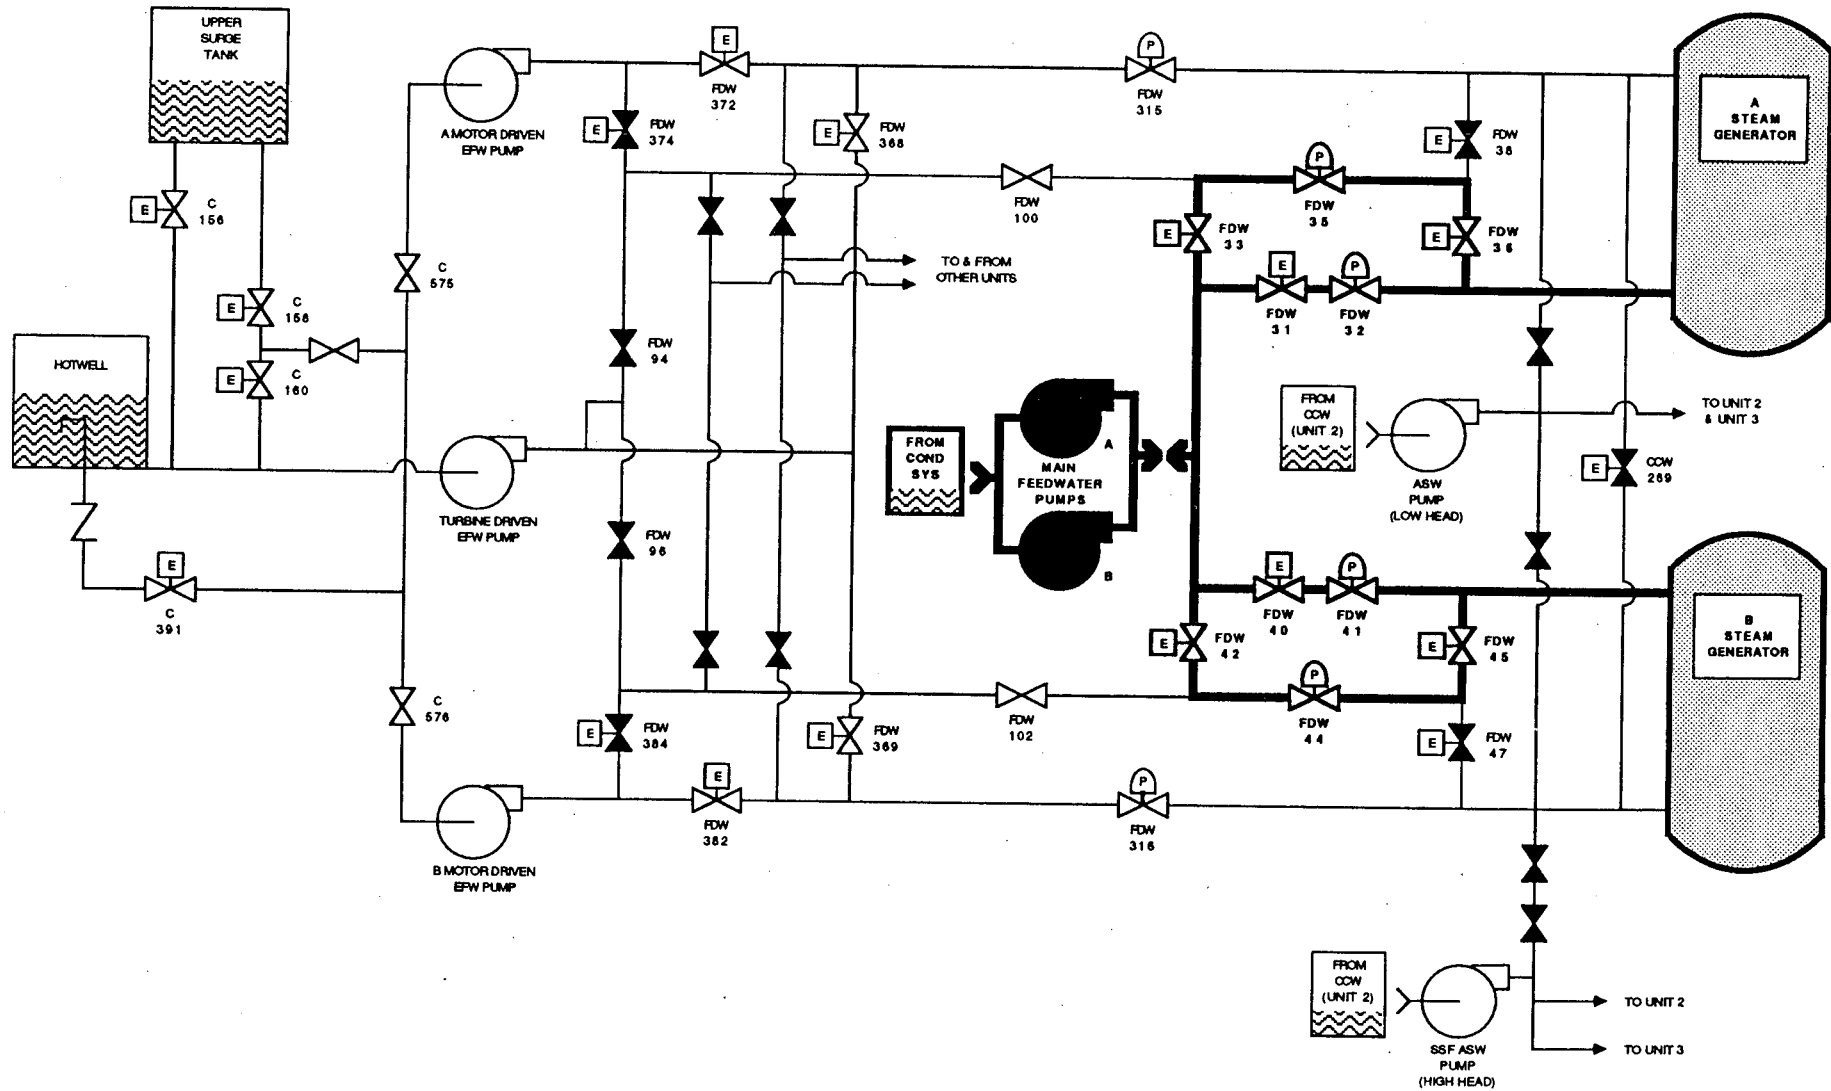 UPPER
SURGE
TANK
E
C
156
E
C
158
E
C
160
C
575
HOTWELL
E
C
391
C
576
A MOTOR DRIVEN
EFW PUMP
TURBINE DRIVEN
EFW PUMP
B MOTOR DRIVEN
EFW PUMP
E
FDW
372
E
FDW
374
E
FDW
368
FDW
94
FDW
96
E
FDW
384
E
FDW
369
E
FDW
382
TO & FROM
OTHER UNITS
P
FDW
315
FDW
100
P
FDW
35
E
FDW
33
E
FDW
36
E
FDW
38
E
FDW
31
P
FDW
32
FROM
COND
SYS
A
MAIN
FEEDWATER
PUMPS
B
E
FDW
40
P
FDW
41
E
FDW
42
E
FDW
45
P
FDW
44
FDW
102
E
FDW
47
P
FDW
316
FROM
CCW
(UNIT 2)
ASW
PUMP
(LOW HEAD)
TO UNIT 2
& UNIT 3
E
CCW
269
A
STEAM
GENERATOR
B
STEAM
GENERATOR
FROM
CCW
(UNIT 2)
SSF ASW
PUMP
(HIGH HEAD)
TO UNIT 2
TO UNIT 3